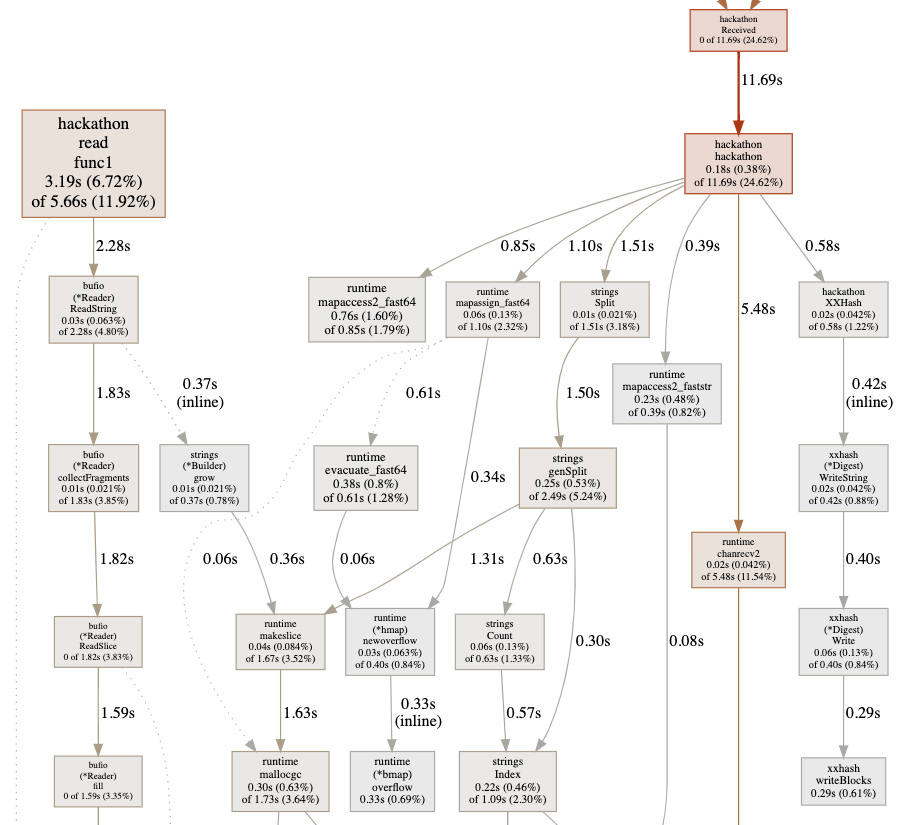 hackathon
Received
0 of 11.69s (24.62%)
11.69s
hackathon
read
func1
3.19s (6.72%)
of 5.66s (11.92%)
hackathon
hackathon
0.18s (0.38%)
of 11.69s (24.62%)
2.28s
0.85s
1.10s
1.51s
0.39s
0.58s
bufio
(*Reader)
ReadString
0.03s (0.063%)
of 2.28s (4.80%)
runtime
mapaccess2_fast64
0.76s (1.60%)
of 0.85s (1.79%)
runtime
mapassign_fast64
0.06s (0.13%)
of 1.10s (2.32%)
strings
Split
0.01s (0.021%)
of 1.51s (3.18%)
5.48s
hackathon
XXHash
0.02s (0.042%)
of 0.58s (1.22%)
1.83s
0.37s
(inline)
0.61s
1.50s
runtime
mapaccess2_faststr
0.23s (0.48%)
of 0.39s (0.82%)
0.42s
(inline)
bufio
(*Reader)
collectFragments
0.01s (0.021%)
of 1.83s (3.85%)
strings
(*Builder)
grow
0.01s (0.021%)
of 0.37s (0.78%)
runtime
evacuate_fast64
0.38s (0.8%)
of 0.61s (1.28%)
0.34s
strings
genSplit
0.25s (0.53%)
of 2.49s (5.24%)
xxhash
(*Digest)
WriteString
0.02s (0.042%)
of 0.42s (0.88%)
1.82s
0.06s
0.36s
0.06s
1.31s
0.63s
runtime
chanrecv2
0.02s (0.042%)
of 5.48s (11.54%)
0.40s
bufio
(*Reader)
ReadSlice
0 of 1.82s (3.83%)
runtime
makeslice
0.04s (0.084%)
of 1.67s (3.52%)
runtime
(*hmap)
newoverflow
0.03s (0.063%)
of 0.40s (0.84%)
strings
Count
0.06s (0.13%)
of 0.63s (1.33%)
0.30s
0.08s
xxhash
(*Digest)
Write
0.06s (0.13%)
of 0.40s (0.84%)
1.59s
1.63s
0.33s
(inline)
0.57s
0.29s
bufio
(*Reader)
fill
0 of 1.59s (3.35%)
runtime
mallocgc
0.30s (0.63%)
of 1.73s (3.64%)
runtime
(*bmap)
overflow
0.33s (0.69%)
strings
Index
0.22s (0.46%)
of 1.09s (2.30%)
xxhash
writeBlocks
0.29s (0.61%)